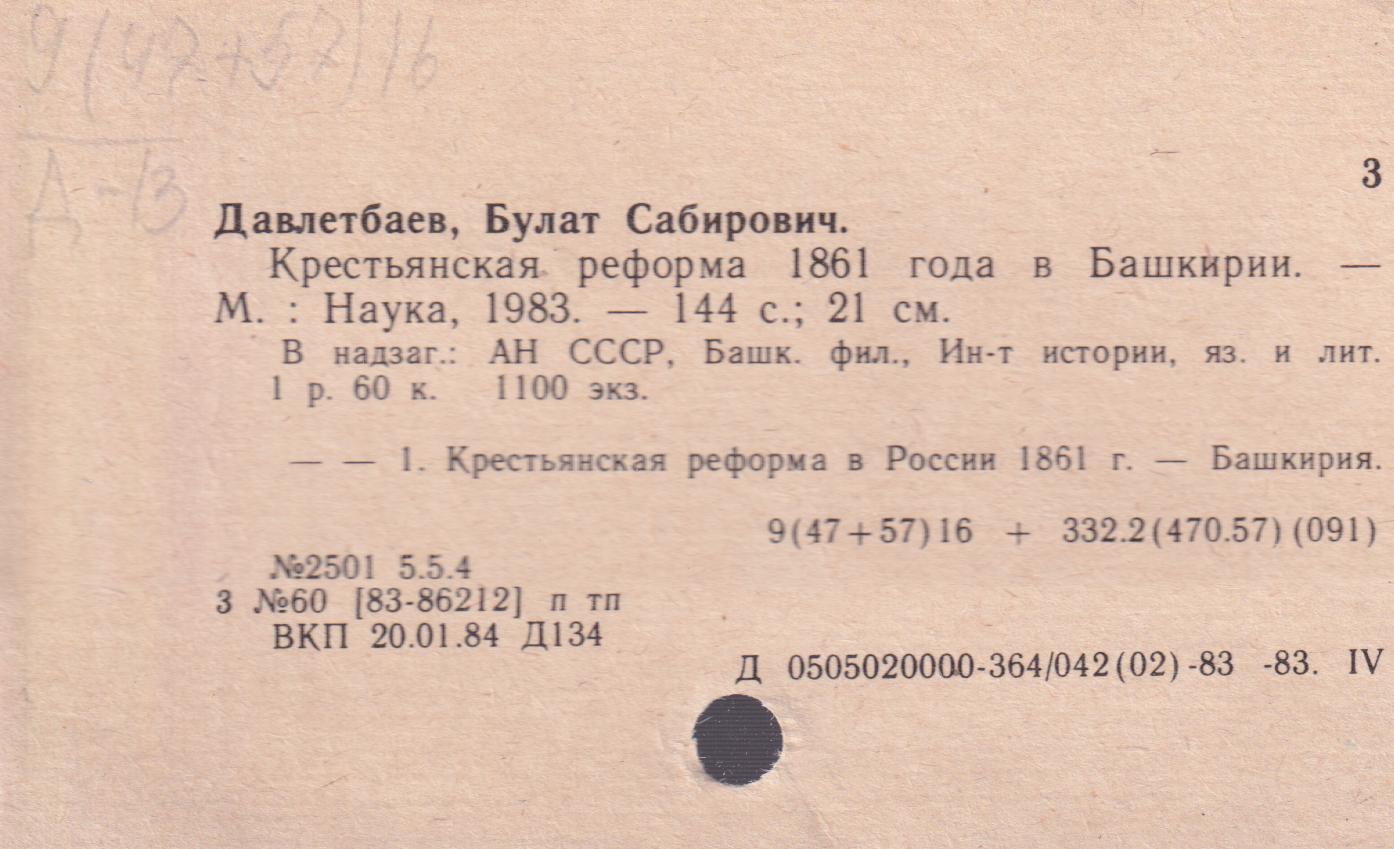 9(47+57)16
Д-13
3
Давлетбаев, Булат Сабирович.
Крестьянская реформа 1861 года в Башкирии. —
М. : Наука, 1983. — 144 с.; 21 см.
В надзаг.: АН СССР, Башк. фил., Ин-т истории, яз. и лит.
1 р. 60 к. 1100 экз.
— — 1. Крестьянская реформа в России 1861 г. — Башкирия.
9(47+57)16 + 332.2(470.57)(091)
№2501 5.5.4
3 №60 [83-86212] п тп
ВКП 20.01.84 Д134
Д 0505020000-364/042(02)-83 -83. IV